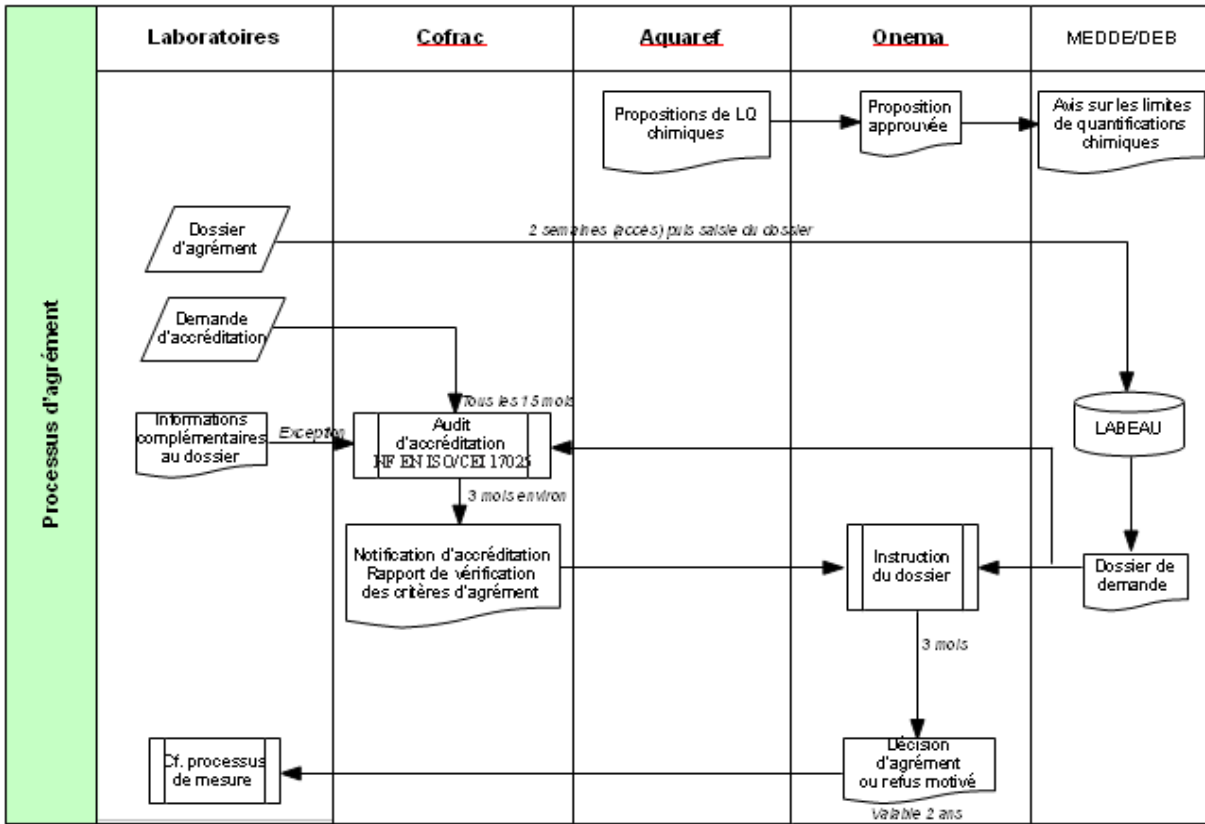 Processus d'agrément
Laboratoires
Cofrac
Aquaref
Onema
MEDDE/DEB
Propositions de LQ
chimiques
Proposition
approuvée
Avis sur les limites
de quantifications
chimiques
Dossier
d'agrément
2 semaines (accès) puis saisie du dossier
Demande
d'accréditation
Tous les 15 mois
Informations
complémentaires
au dossier
Exception
Audit
d'accréditation
NF EN ISO/CEI 17025
LABEAU
3 mois environ
Notification d'accréditation
Rapport de vérification
des critères d'agrément
Instruction
du dossier
Dossier de
demande
3 mois
Cf. processus
de mesure
Décision
d'agrément
ou refus motivé
Valable 2 ans